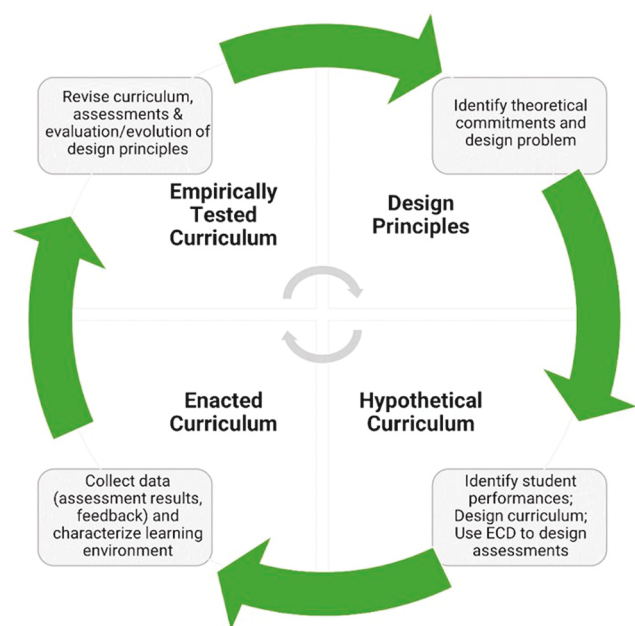 Revise curriculum,
assessments &
evaluation/evolution of
design principles
Identify theoretical
commitments and
design problem
Empirically
Tested
Curriculum
Design
Principles
Enacted
Curriculum
Hypothetical
Curriculum
Collect data
(assessment results,
feedback) and
characterize learning
environment
Identify student
performances;
Design curriculum;
Use ECD to design
assessments